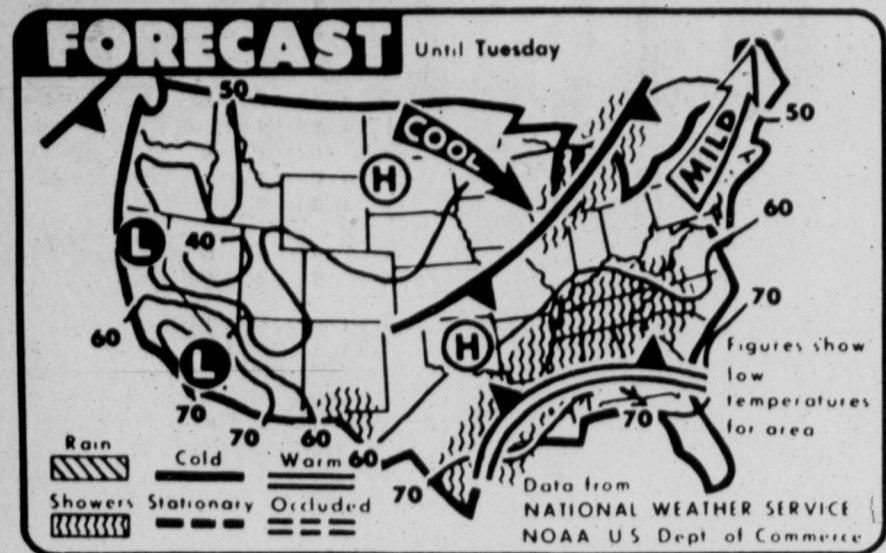 FORECAST
Until Tuesday
50
COOL
H
MILD
50
60
L
40
70
60
H
Figures show
low
temperatures
for area
L
70
70
60
60
70
70
Rain
Cold
Warm
Showers
Stationary
Occluded
Data from
NATIONAL WEATHER SERVICE
NOAA US Dept of Commerce